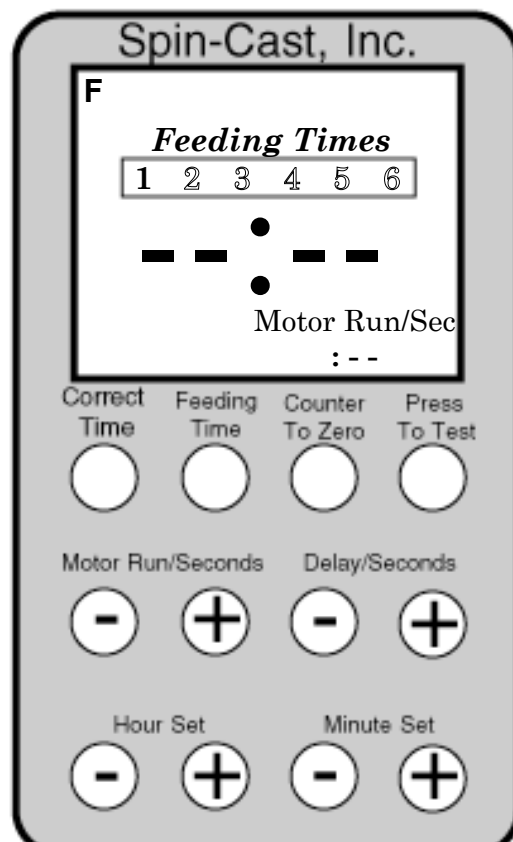 Spin-Cast, Inc.
F
Feeding Times
1 2 3 4 5 6
--:--
Motor Run/Sec
:--
Correct Time
Feeding Time
Counter To Zero
Press To Test
Motor Run/Seconds Delay/Seconds
- + - +
Hour Set Minute Set
- + - +